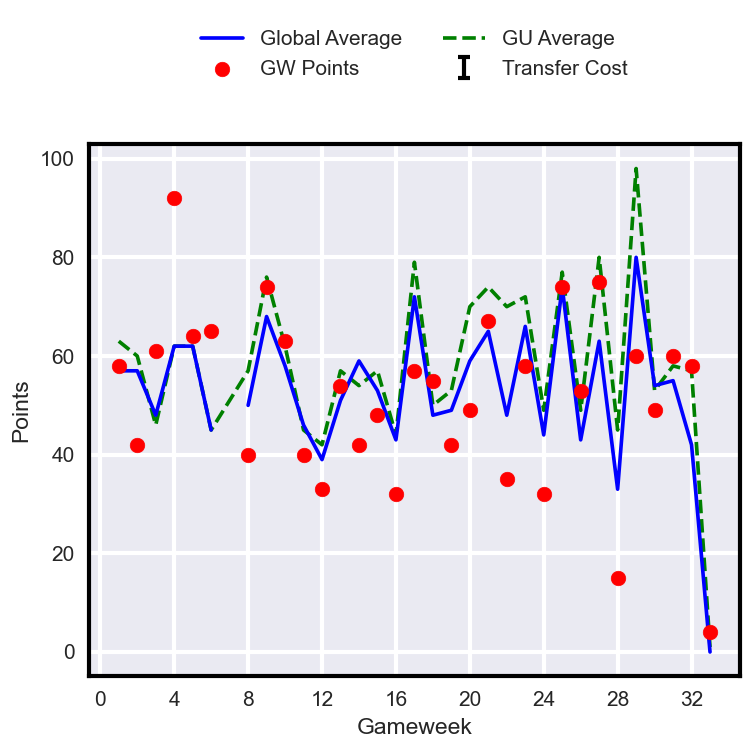 Global Average
GU Average
GW Points
Transfer Cost
100
80
60
40
20
0
Points
0 4 8 12 16 20 24 28 32
Gameweek